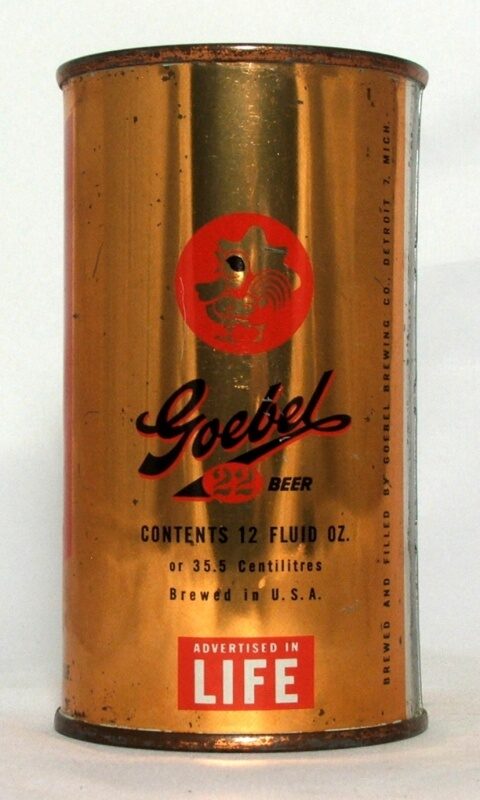 Goebel
22 BEER
CONTENTS 12 FLUID OZ.
or 35.5 Centilitres
Brewed in U.S.A.
ADVERTISED IN
LIFE
BREWED AND FILLED BY GOEBEL BREWING CO., DETROIT 7, MICH.